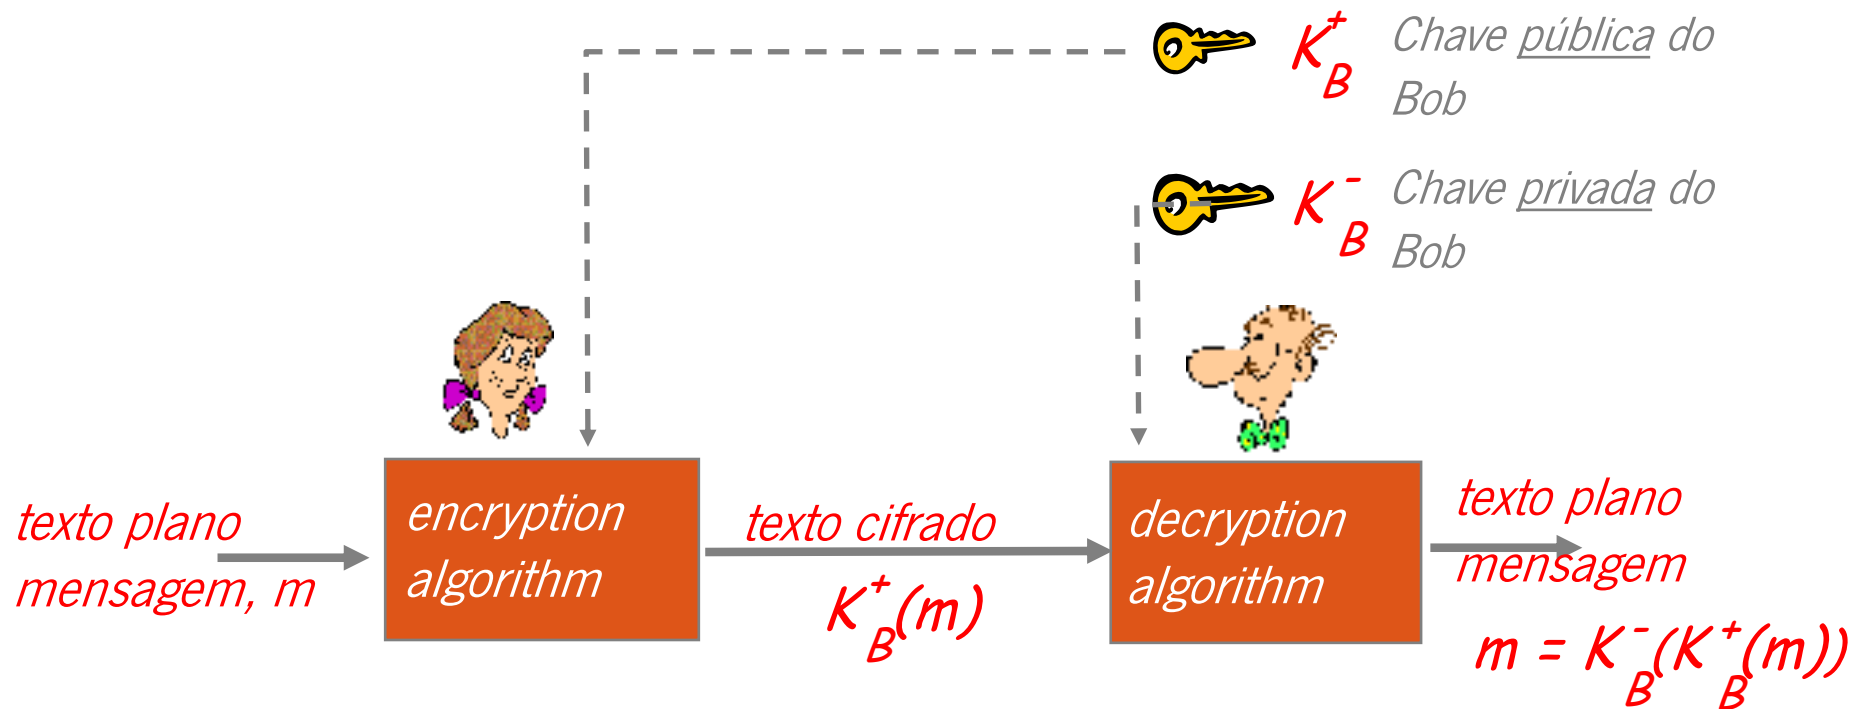 K+B Chave pública do
Bob
K-B Chave privada do
Bob
texto plano
mensagem, m
encryption
algorithm
texto cifrado
K+B(m)
decryption
algorithm
texto plano
mensagem
m = K-B(K+B(m))